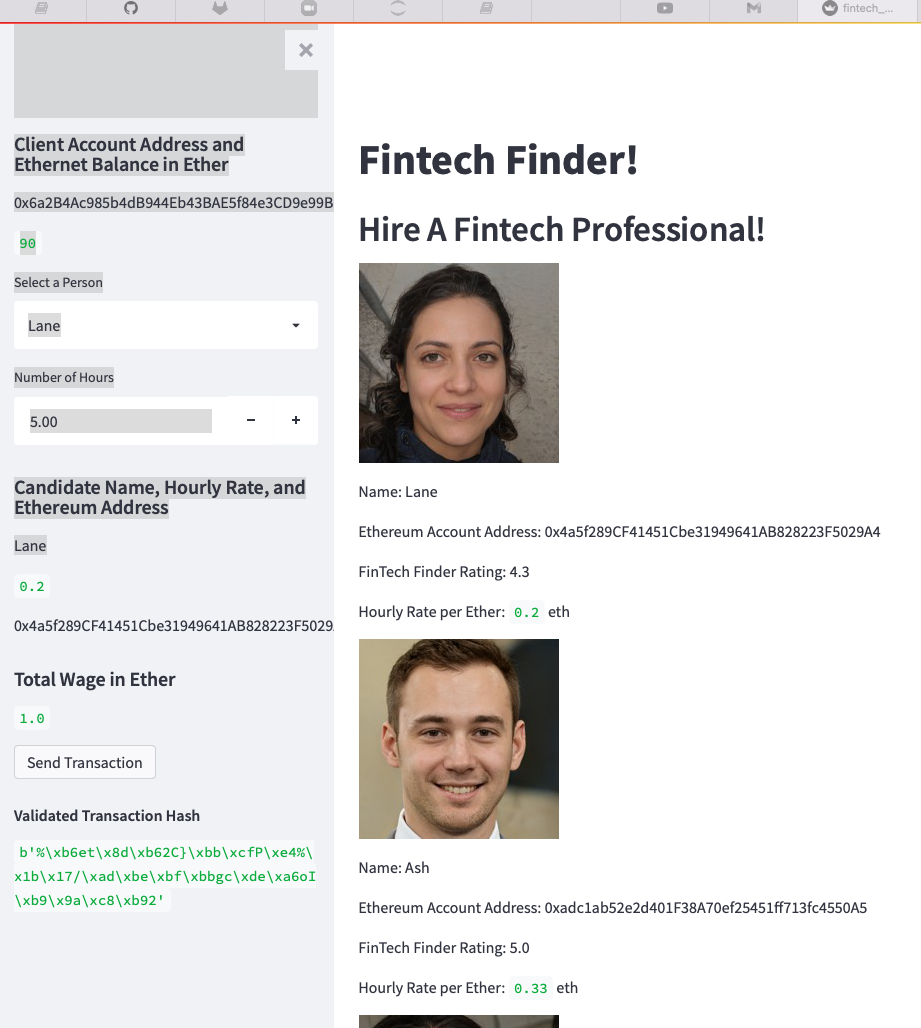 fintech_...
Client Account Address and
Ethernet Balance in Ether
0x6a2B4Ac985b4dB944Eb43BAE5f84e3CD9e99B
90
Select a Person
Lane
Number of Hours
5.00
Candidate Name, Hourly Rate, and
Ethereum Address
Lane
0.2
0x4a5f289CF41451Cbe31949641AB828223F5029
Total Wage in Ether
1.0
Send Transaction
Validated Transaction Hash
b'%\xb6et\x8d\xb62C}\xbb\xcfP\xe4%\
x1b\x17/\xad\xbe\xbf\xbbgc\xde\xa6oI
\xb9\x9a\xc8\xb92'
Fintech Finder!
Hire A Fintech Professional!
Name: Lane
Ethereum Account Address: 0x4a5f289CF41451Cbe31949641AB828223F5029A4
FinTech Finder Rating: 4.3
Hourly Rate per Ether: 0.2 eth
Name: Ash
Ethereum Account Address: 0xadc1ab52e2d401F38A70ef25451ff713fc4550A5
FinTech Finder Rating: 5.0
Hourly Rate per Ether: 0.33 eth